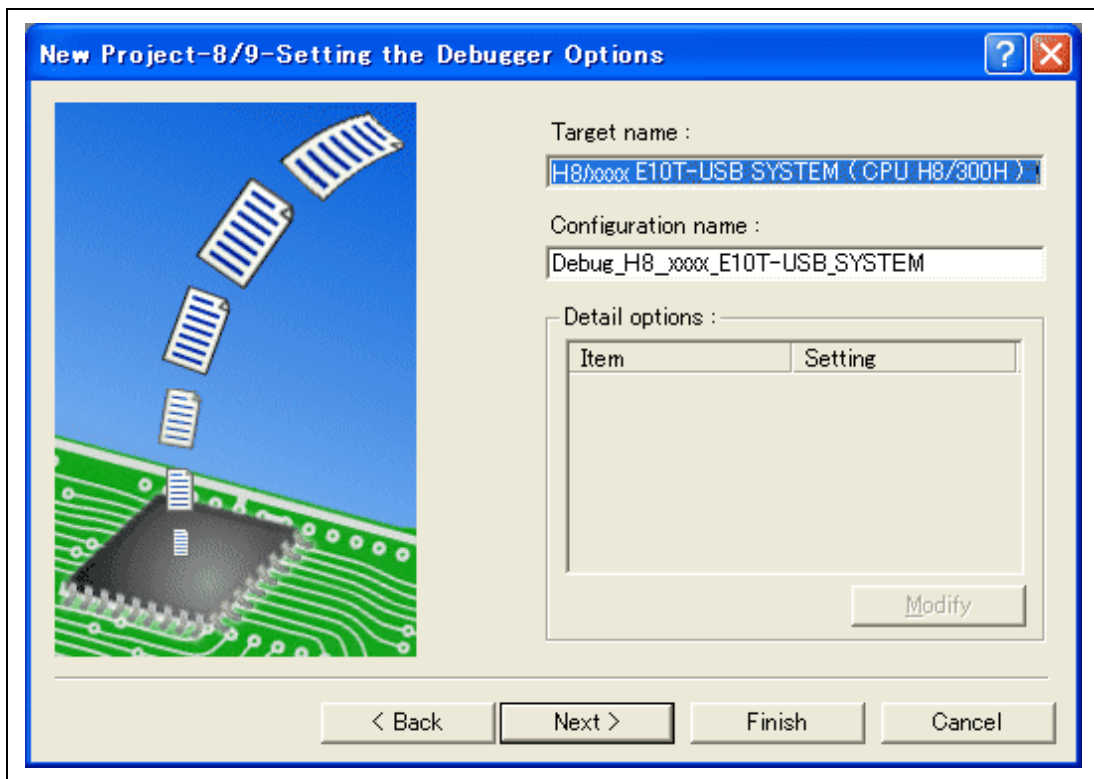 New Project-8/9-Setting the Debugger Options
Target name :
H8/xxxx E10T-USB SYSTEM ( CPU H8/300H )
Configuration name :
Debug_H8_xxxx_E10T-USB_SYSTEM
Detail options :
Item Setting
Modify
< Back Next > Finish Cancel